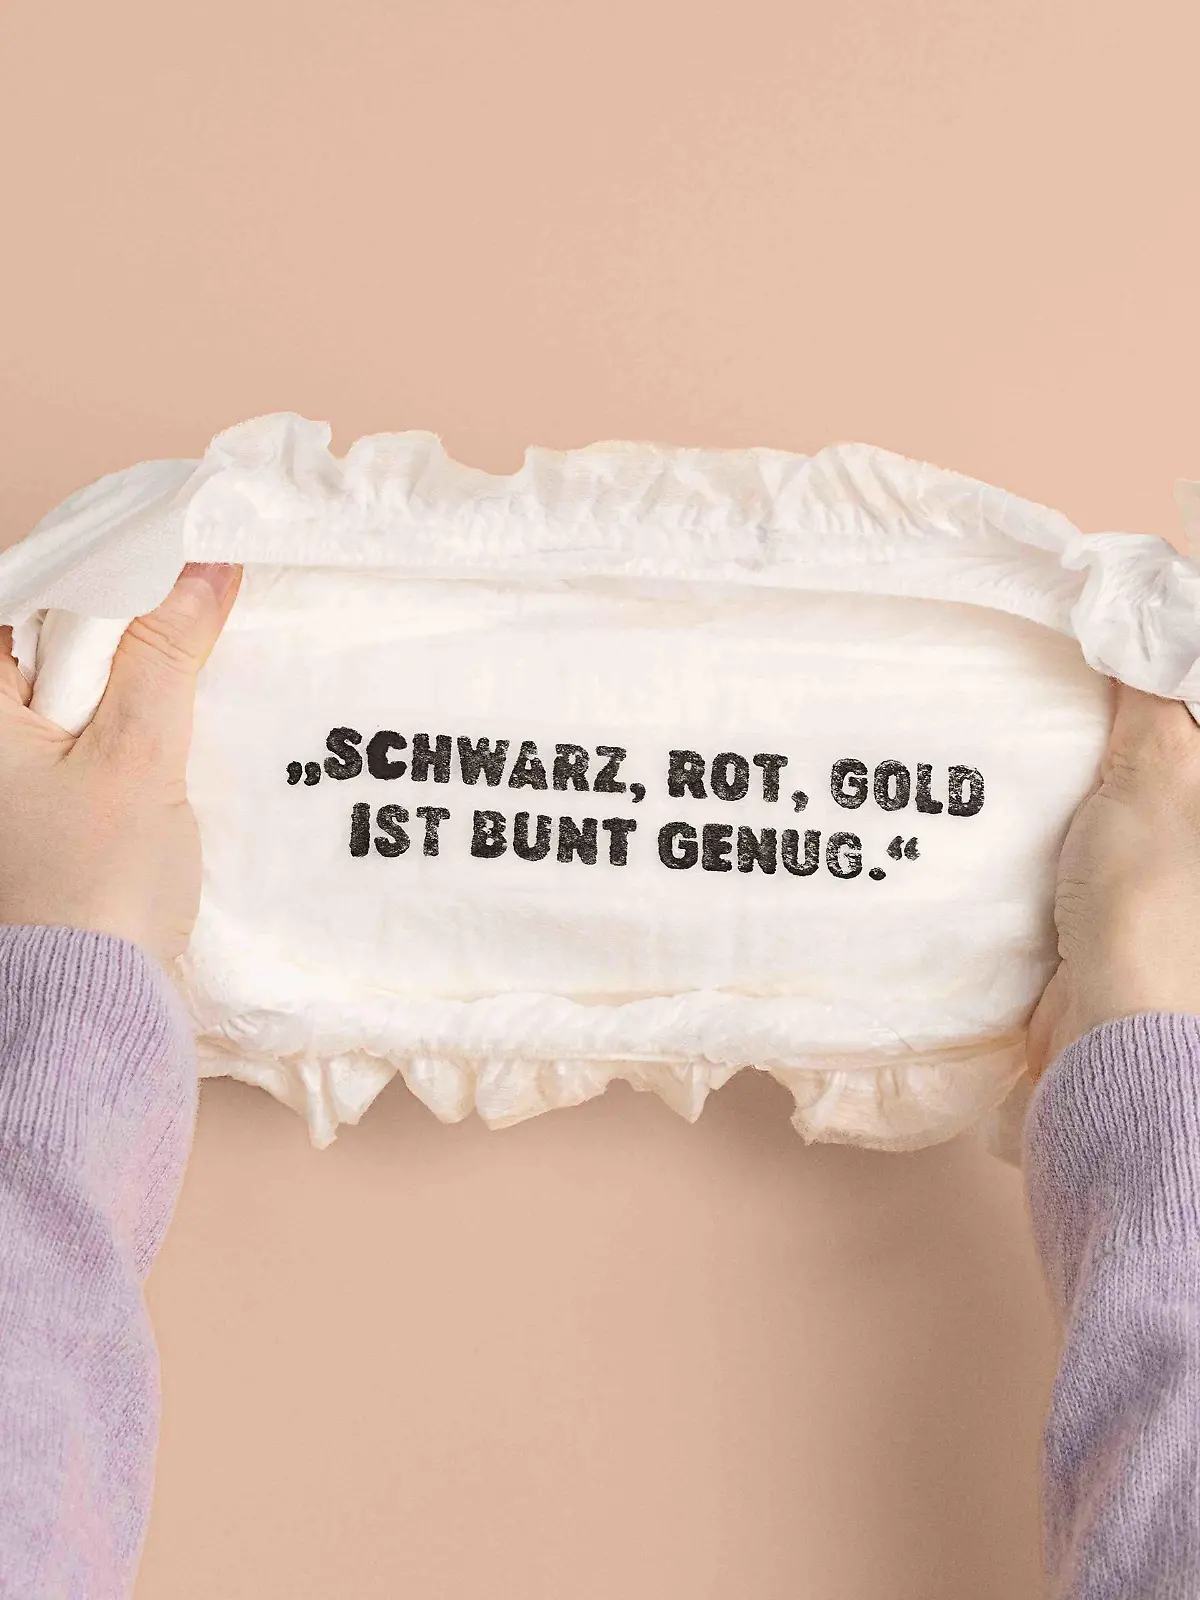 „SCHWARZ, ROT, GOLD
IST BUNT GENUG.“